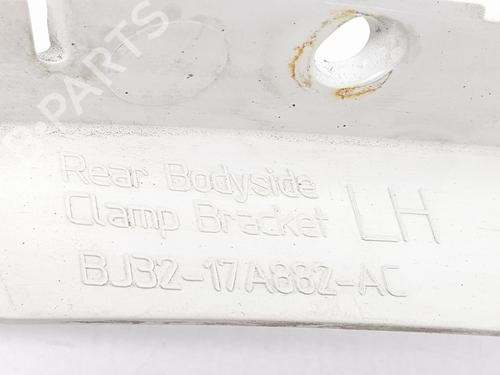 B-PARTS
Rear Bodyside
Clamp Bracket LH
BJ32-17A882-AC